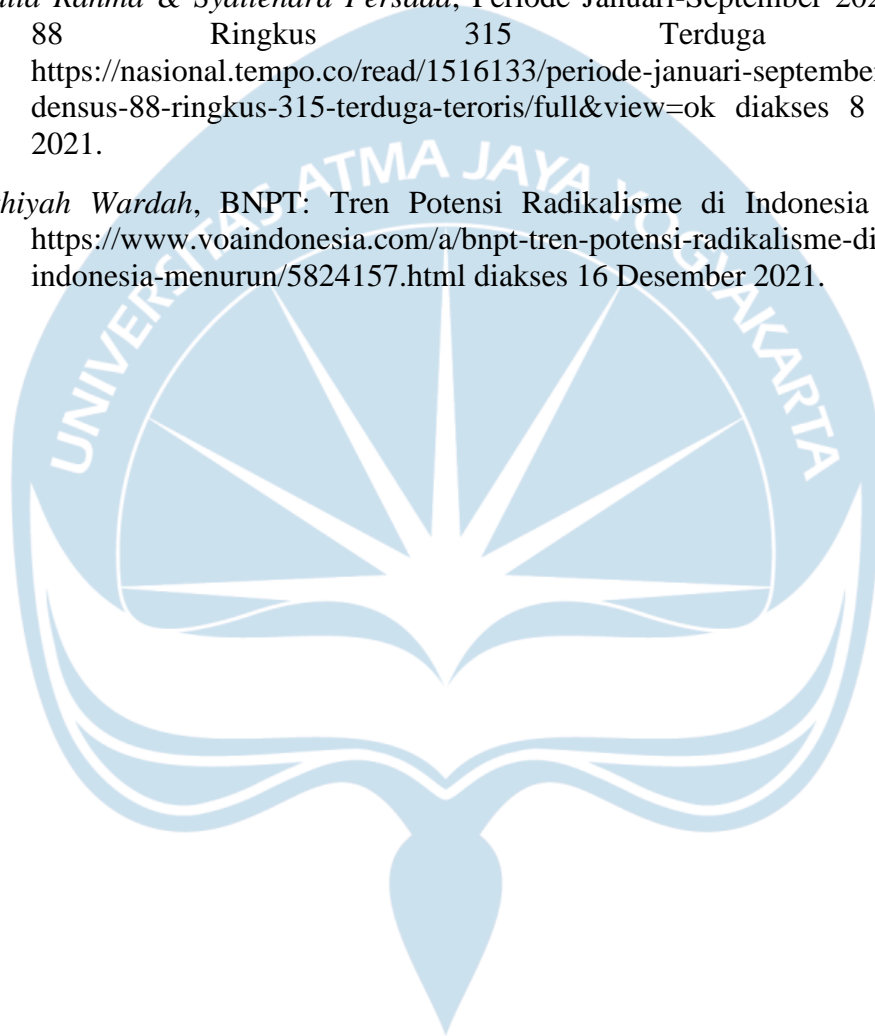 Rahma & Syailendra Persada, Periode Januari-September
88 Ringkus 315 Terduga
https://nasional.tempo.co/read/1516133/periode-januari-september
densus-88-ringkus-315-terduga-teroris/full&view=ok diakses 8
2021.
hiyah Wardah, BNPT: Tren Potensi Radikalisme di Indonesia
https://www.voaindonesia.com/a/bnpt-tren-potensi-radikalisme-di
indonesia-menurun/5824157.html diakses 16 Desember 2021.
UNIVERSITAS ATMA JAYA YOGYAKARTA